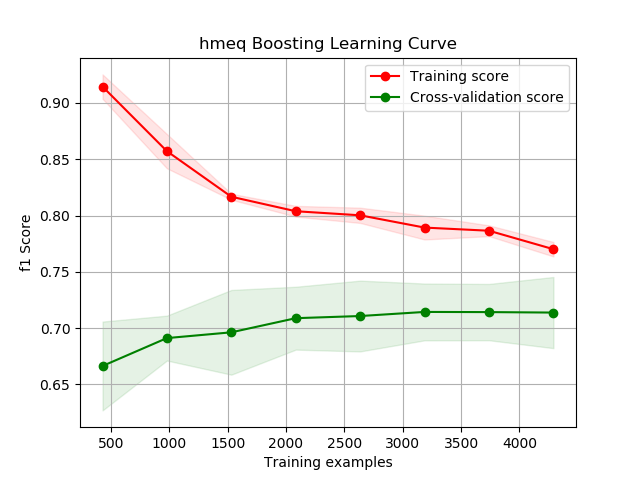 hmeq Boosting Learning Curve
Training score
Cross-validation score
f1 Score
0.90
0.85
0.80
0.75
0.70
0.65
500 1000 1500 2000 2500 3000 3500 4000
Training examples